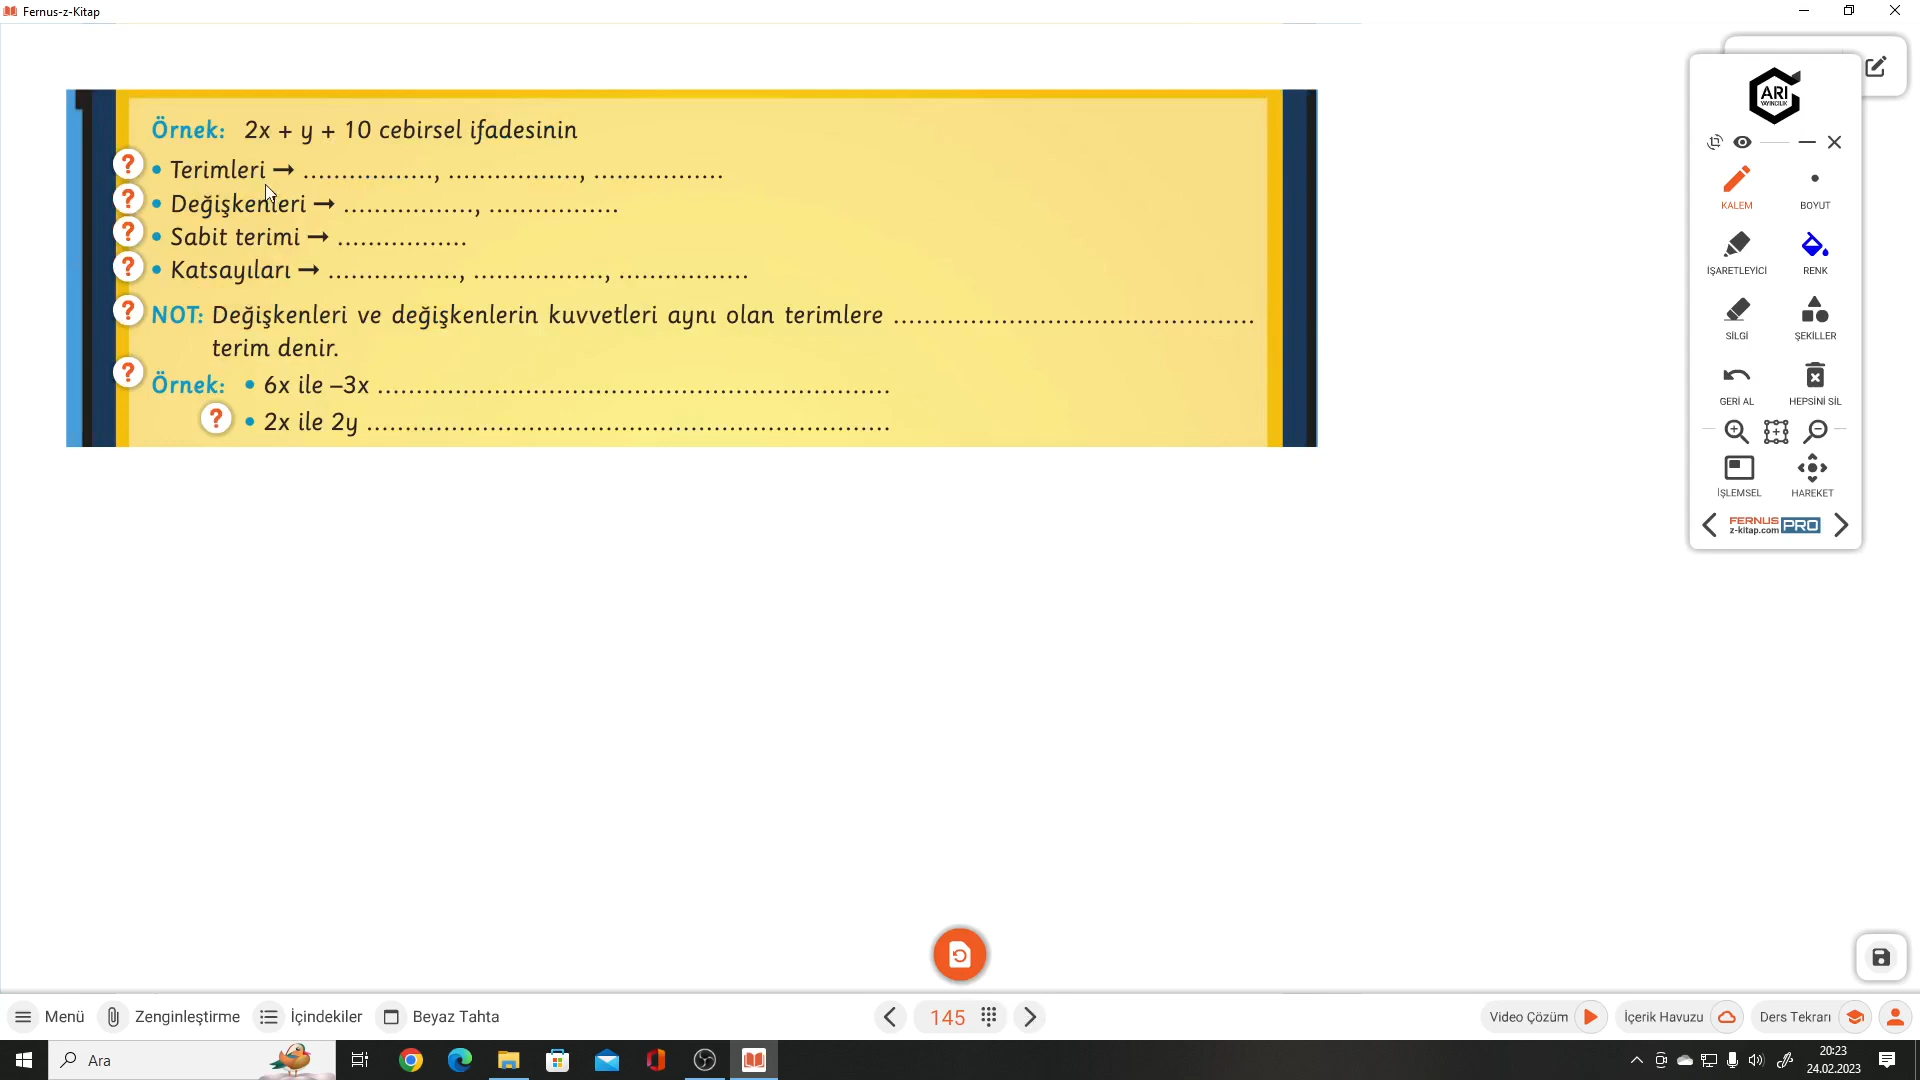 Fernus-z-Kitap
Örnek: 2x + y + 10 cebirsel ifadesinin
? • Terimleri → ................., ................., .................
? • Değişkenleri → ................., .................
? • Sabit terimi → .................
? • Katsayıları → ................., ................., .................
? NOT: Değişkenleri ve değişkenlerin kuvvetleri aynı olan terimlere ...............................................
terim denir.
? Örnek: • 6x ile –3x ...................................................................
? • 2x ile 2y ....................................................................
ARI
YAYINCILIK
KALEM
BOYUT
İŞARETLEYİCİ
RENK
SİLGİ
ŞEKİLLER
GERİ AL
HEPSİNİ SİL
İŞLEMSEL
HAREKET
FERNUS
z-kitap.com PRO
Menü
Zenginleştirme
İçindekiler
Beyaz Tahta
145
Video Çözüm
İçerik Havuzu
Ders Tekrarı
Ara
20:23
24.02.2023